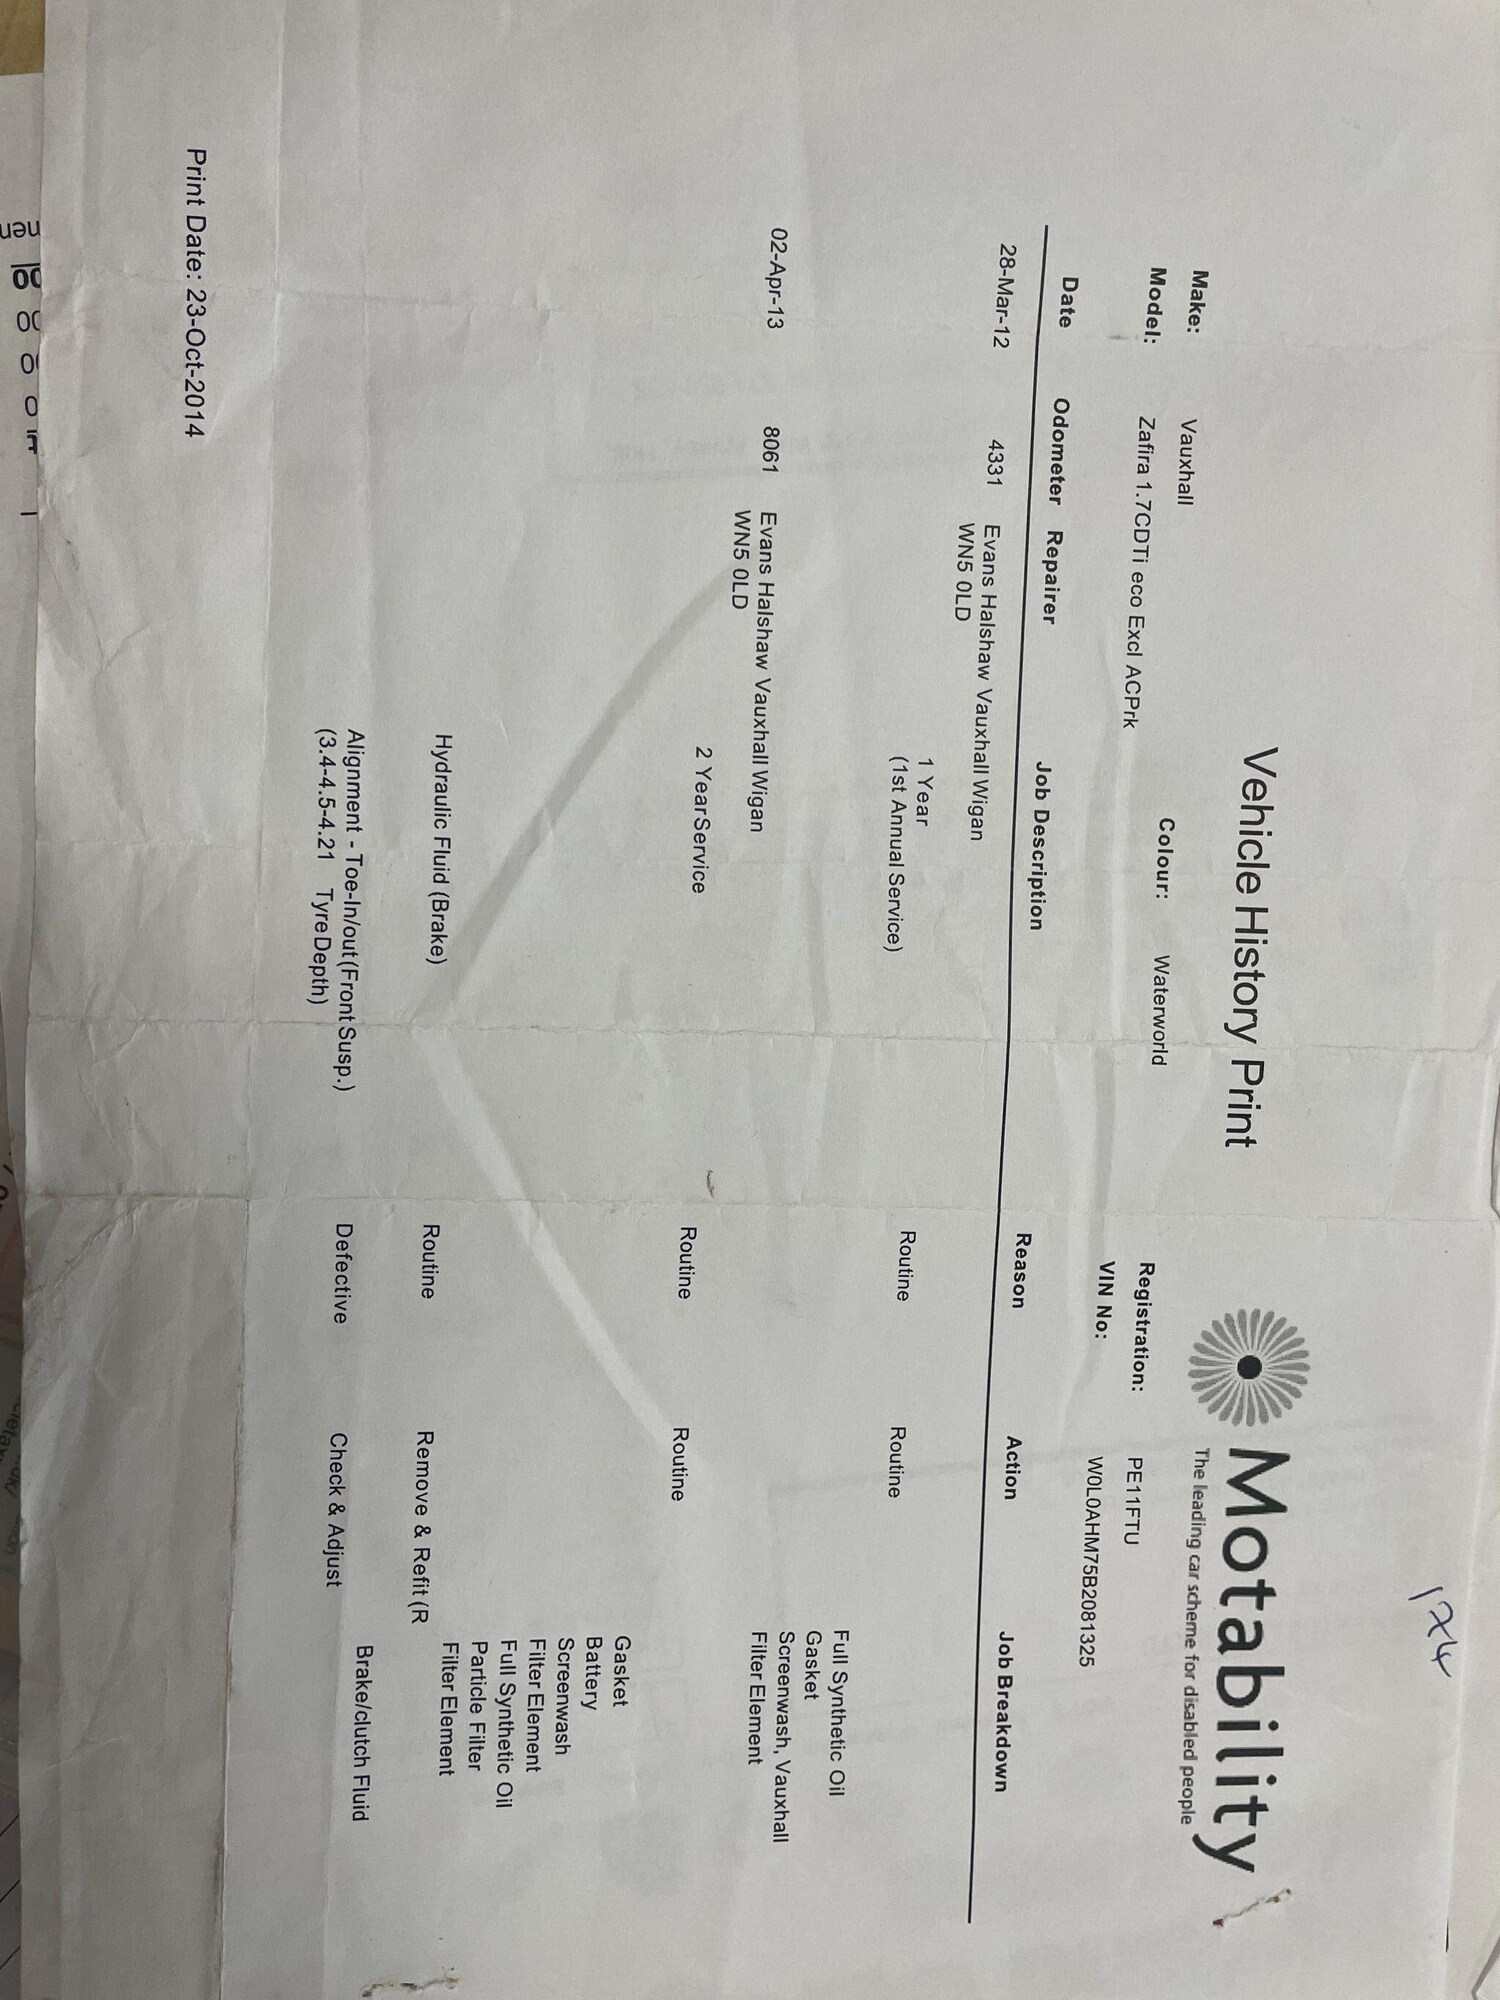 174
Vehicle History Print
Motability
The leading car scheme for disabled people
Make: Vauxhall
Model: Zafira 1.7CDTi eco Excl ACPrk
Colour: Waterworld
Registration: PE11FTU
VIN No: W0L0AHM75B2081325
Date Odometer Repairer Job Description Reason Action Job Breakdown
28-Mar-12 4331 Evans Halshaw Vauxhall Wigan
WN5 0LD
1 Year Routine Routine
(1st Annual Service)
Full Synthetic Oil
Gasket
Screenwash, Vauxhall
Filter Element
02-Apr-13 8061 Evans Halshaw Vauxhall Wigan
WN5 0LD
2 Year Service Routine Routine
Gasket
Battery
Screenwash
Filter Element
Full Synthetic Oil
Particle Filter
Filter Element
Hydraulic Fluid (Brake) Routine Remove & Refit (R
Brake/clutch Fluid
Alignment - Toe-In/out (Front Susp.) Defective Check & Adjust
(3.4-4.5-4.21 Tyre Depth)
Print Date: 23-Oct-2014